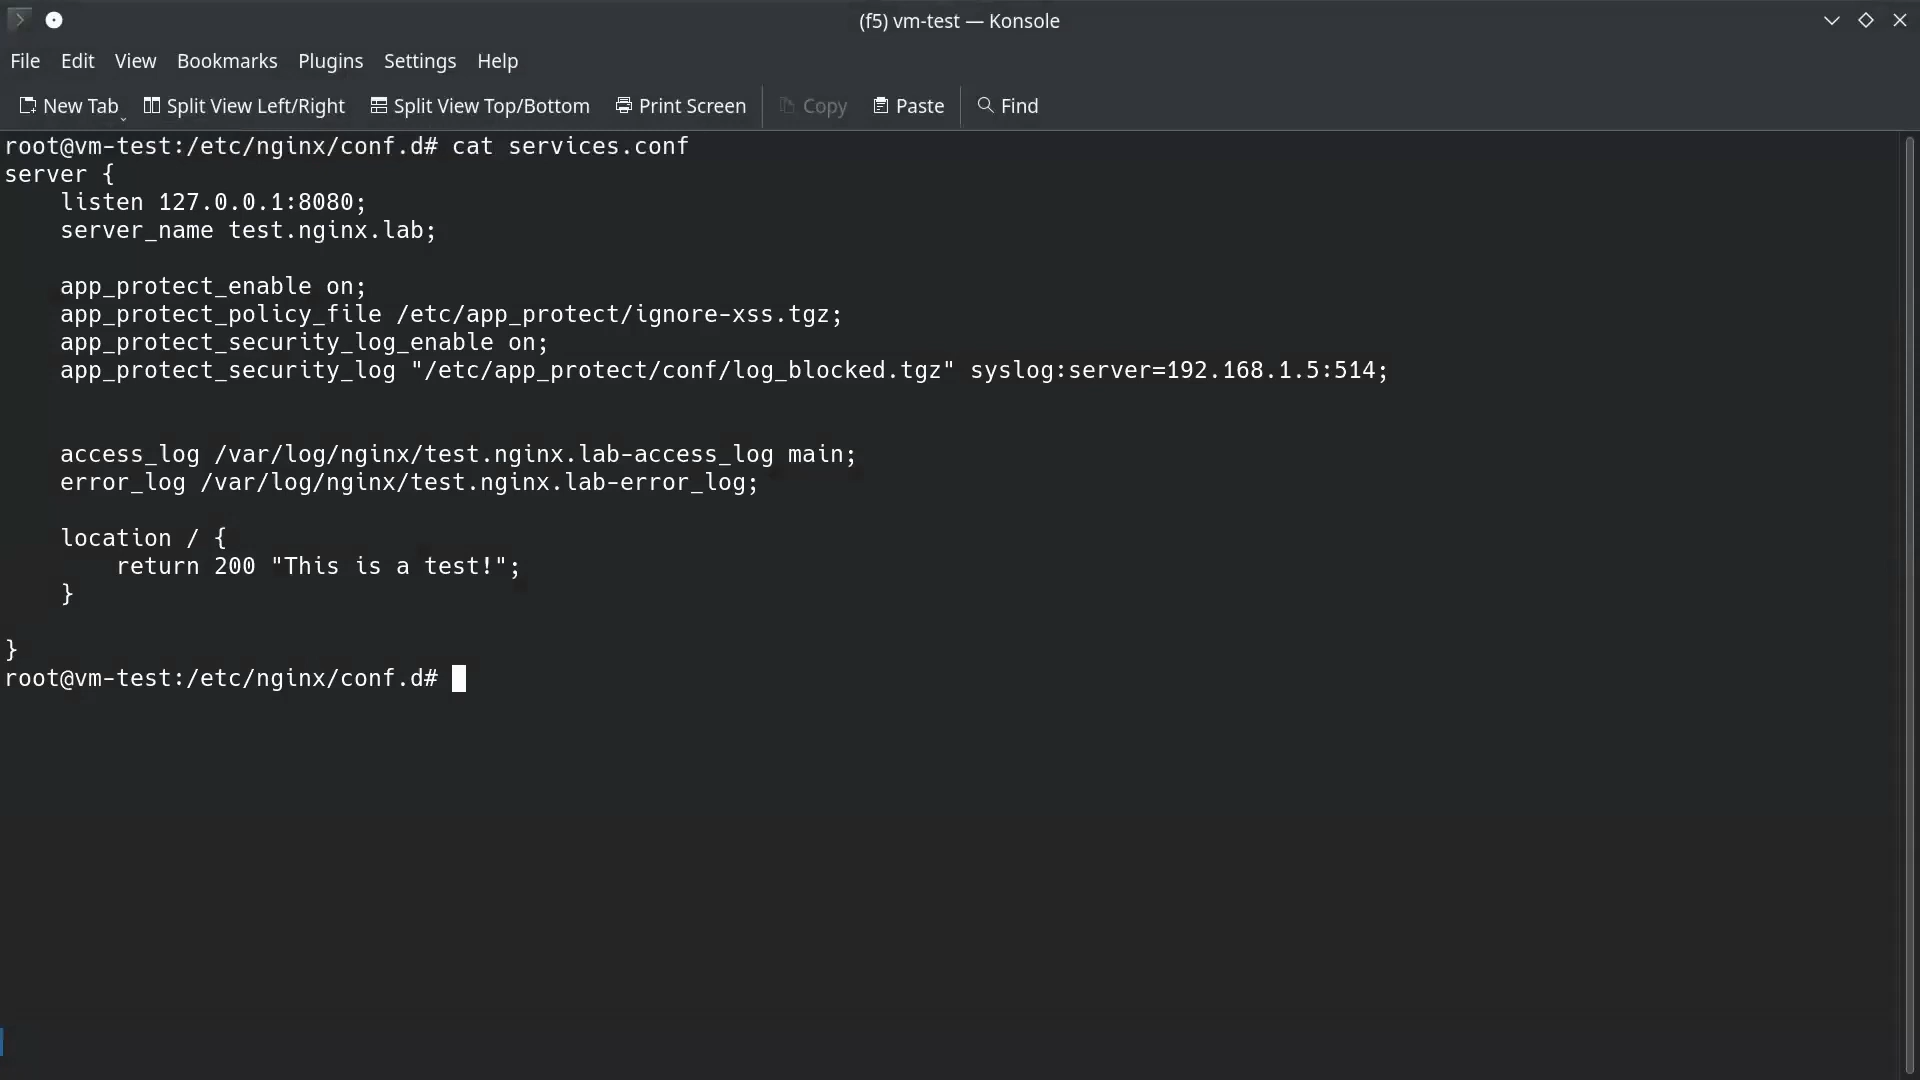 (f5) vm-test — Konsole
File Edit View Bookmarks Plugins Settings Help
New Tab Split View Left/Right Split View Top/Bottom Print Screen Copy Paste Find
root@vm-test:/etc/nginx/conf.d# cat services.conf
server {
    listen 127.0.0.1:8080;
    server_name test.nginx.lab;
    app_protect_enable on;
    app_protect_policy_file /etc/app_protect/ignore-xss.tgz;
    app_protect_security_log_enable on;
    app_protect_security_log "/etc/app_protect/conf/log_blocked.tgz" syslog:server=192.168.1.5:514;
    access_log /var/log/nginx/test.nginx.lab-access_log main;
    error_log /var/log/nginx/test.nginx.lab-error_log;
    location / {
        return 200 "This is a test!";
    }
}
root@vm-test:/etc/nginx/conf.d#